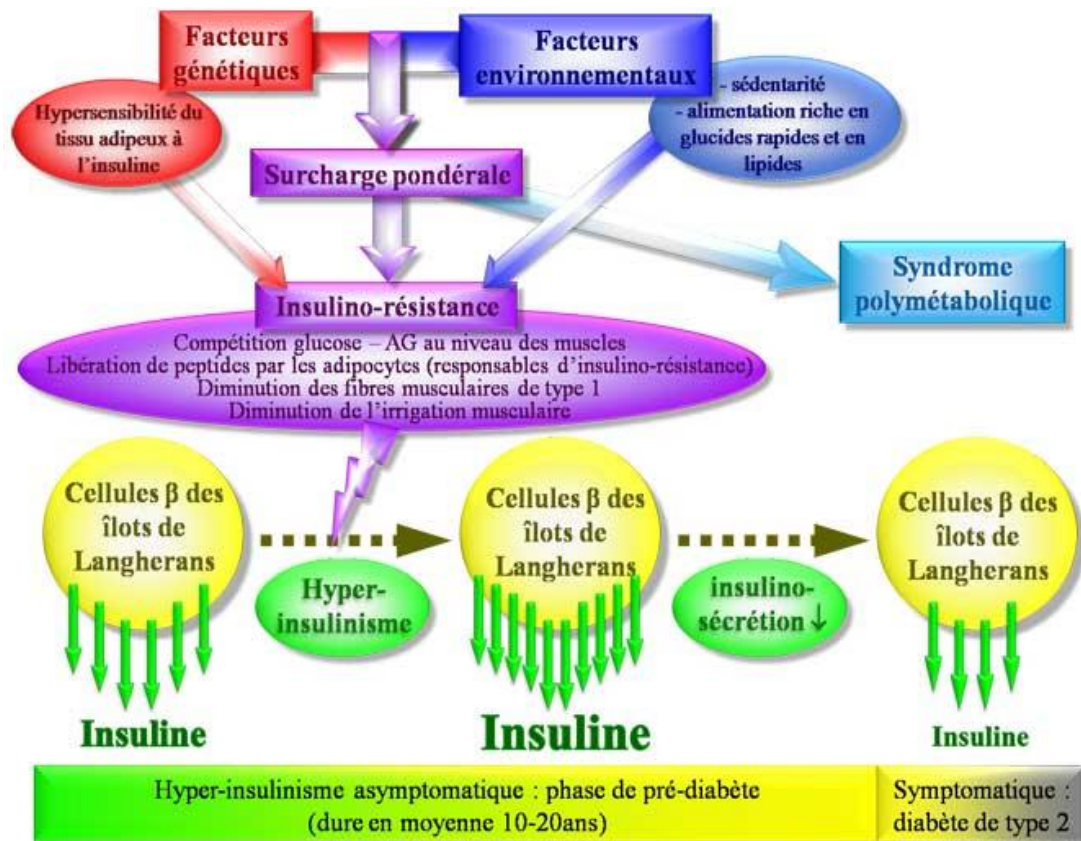 Facteurs
génétiques
Facteurs
environnementaux
Hypersensibilité du
tissu adipeux à
l'insuline
- sédentarité
- alimentation riche en
glucides rapides et en
lipides
Surcharge pondérale
Syndrome
polymétabolique
Insulino-résistance
Compétition glucose – AG au niveau des muscles
Libération de peptides par les adipocytes (responsables d'insulino-résistance)
Diminution des fibres musculaires de type 1
Diminution de l'irrigation musculaire
Cellules β des
îlots de
Langherans
Hyper-
insulinisme
Cellules β des
îlots de
Langherans
insulino-
sécrétion ↓
Cellules β des
îlots de
Langherans
Insuline
Insuline
Insuline
Hyper-insulinisme asymptomatique : phase de pré-diabète
(dure en moyenne 10-20ans)
Symptomatique :
diabète de type 2